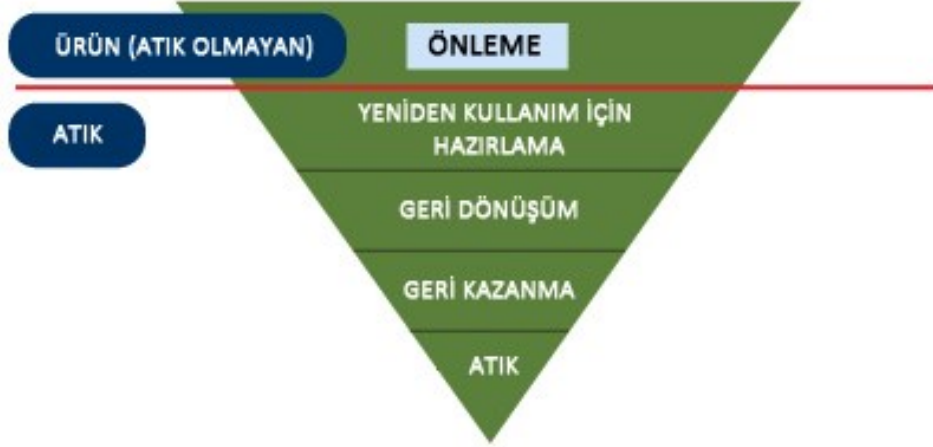 ÜRÜN (ATIK OLMAYAN)
ÖNLEME
ATIK
YENİDEN KULLANIM İÇİN
HAZIRLAMA
GERİ DÖNÜŞÜM
GERİ KAZANMA
ATIK